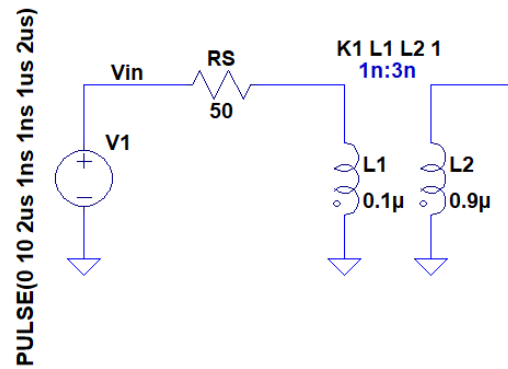 PULSE(0 10 2us 1ns 1ns 1us 2us)
Vin
V1
RS
50
K1 L1 L2 1
1n:3n
L1
0.1µ
L2
0.9µ